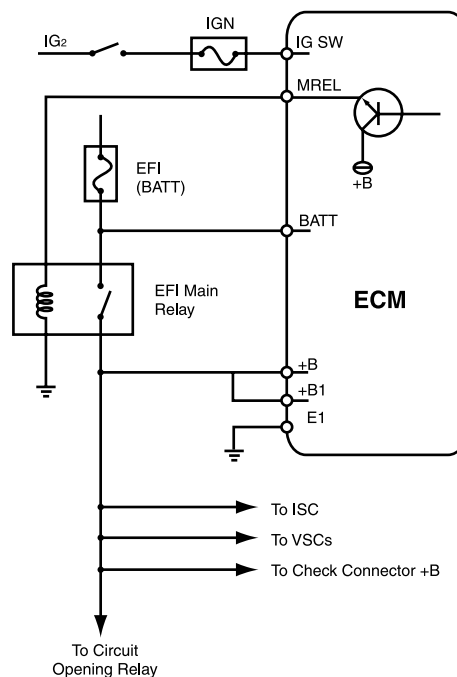 IGN
IG2
IG SW
MREL
+B
EFI
(BATT)
BATT
ECM
EFI Main
Relay
+B
+B1
E1
To ISC
To VSCs
To Check Connector +B
To Circuit
Opening Relay